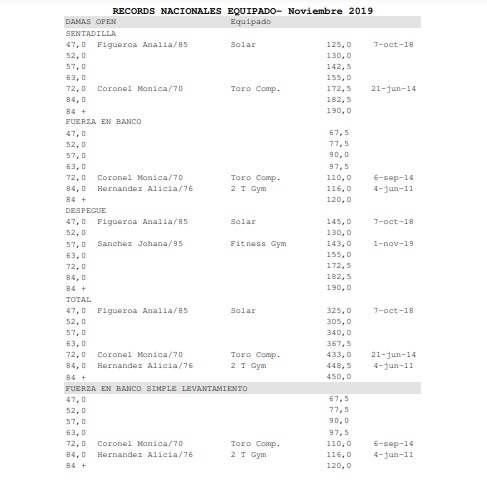 RECORDS NACIONALES EQUIPADO– Noviembre 2019
DAMAS OPEN Equipado
SENTADILLA
47,0 Figueroa Analia/85 Solar 125,0 7-oct-18
52,0 130,0
57,0 142,5
63,0 155,0
72,0 Coronel Monica/70 Toro Comp. 172,5 21-jun-14
84,0 182,5
84 + 190,0
FUERZA EN BANCO
47,0 67,5
52,0 77,5
57,0 90,0
63,0 97,5
72,0 Coronel Monica/70 Toro Comp. 110,0 6-sep-14
84,0 Hernandez Alicia/76 2 T Gym 116,0 4-jun-11
84 + 120,0
DESPEGUE
47,0 Figueroa Analia/85 Solar 145,0 7-oct-18
52,0 130,0
57,0 Sanchez Johana/95 Fitness Gym 143,0 1-nov-19
63,0 155,0
72,0 172,5
84,0 182,5
84 + 190,0
TOTAL
47,0 Figueroa Analia/85 Solar 325,0 7-oct-18
52,0 305,0
57,0 340,0
63,0 367,5
72,0 Coronel Monica/70 Toro Comp. 433,0 21-jun-14
84,0 Hernandez Alicia/76 2 T Gym 448,5 4-jun-11
84 + 450,0
FUERZA EN BANCO SIMPLE LEVANTAMIENTO
47,0 67,5
52,0 77,5
57,0 90,0
63,0 97,5
72,0 Coronel Monica/70 Toro Comp. 110,0 6-sep-14
84,0 Hernandez Alicia/76 2 T Gym 116,0 4-jun-11
84 + 120,0